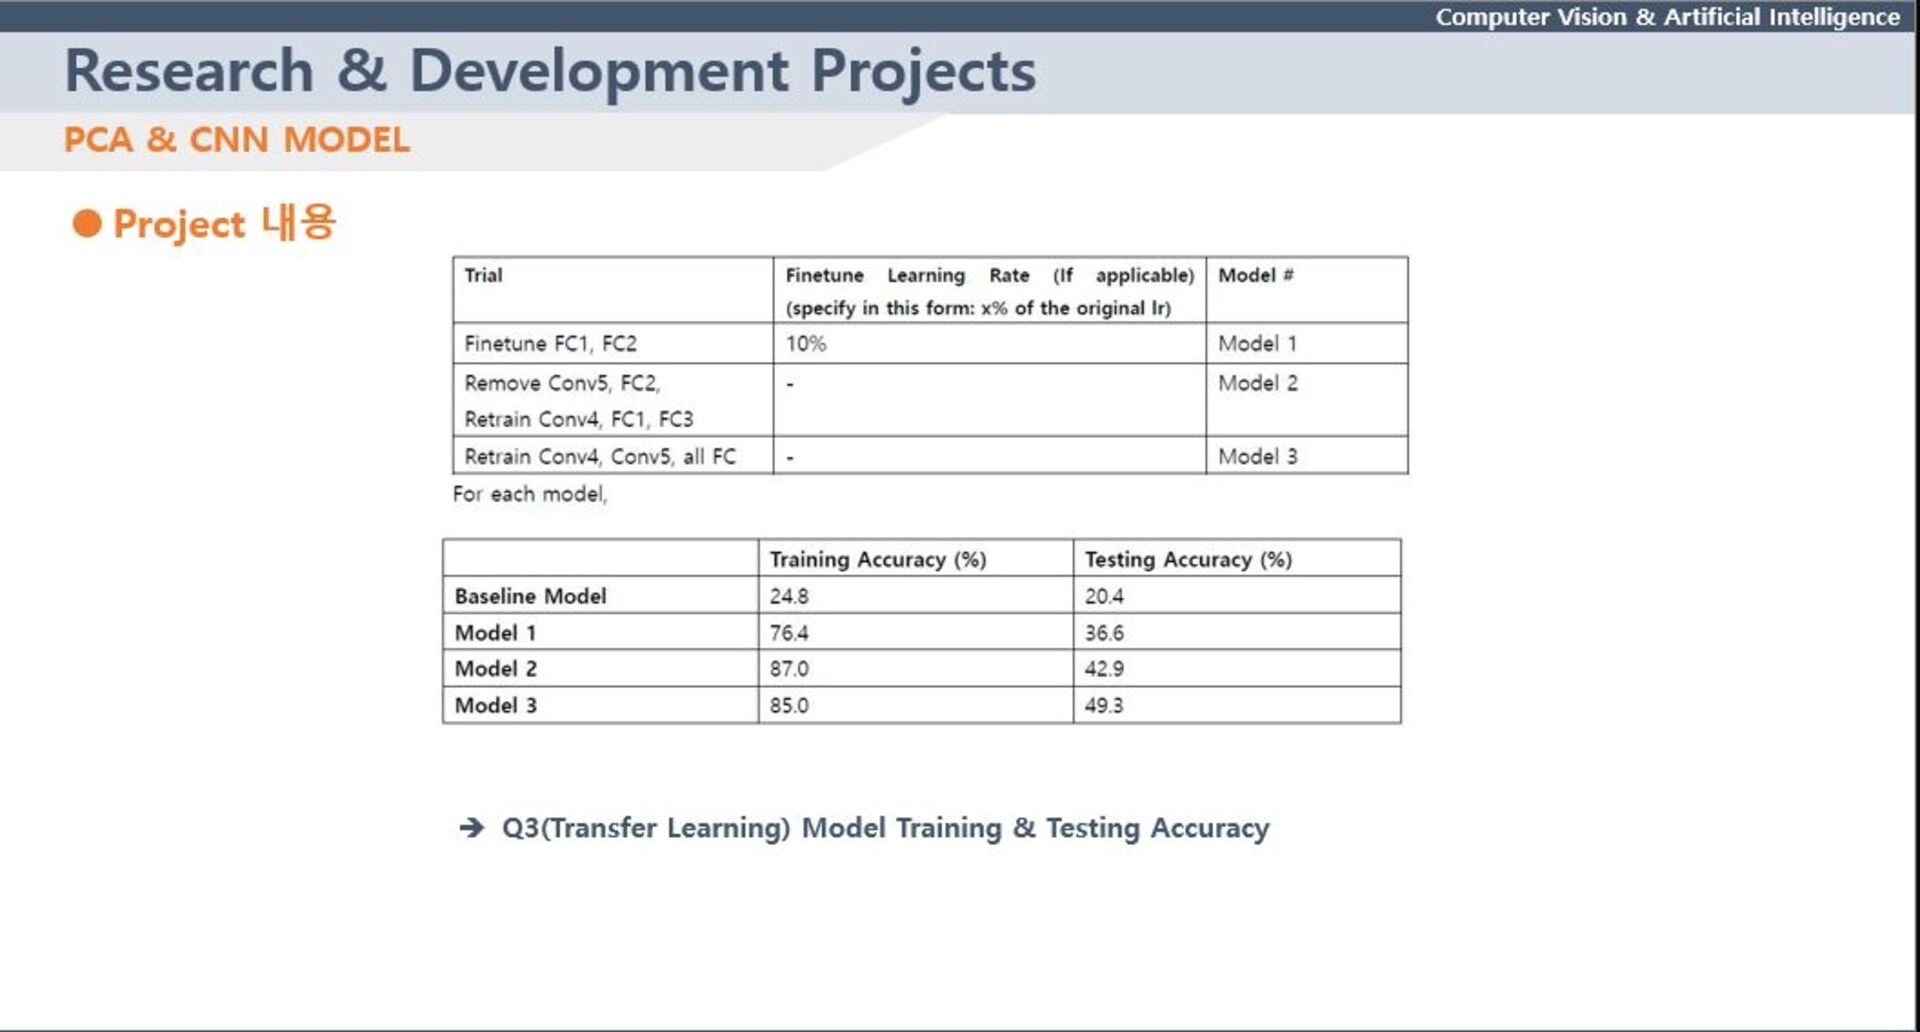 Computer Vision & Artificial Intelligence
Research & Development Projects
PCA & CNN MODEL
● Project 내용
Trial Finetune Learning Rate (If applicable) Model #
(specify in this form: x% of the original lr)
Finetune FC1, FC2 10% Model 1
Remove Conv5, FC2, - Model 2
Retrain Conv4, FC1, FC3
Retrain Conv4, Conv5, all FC - Model 3
For each model,
Training Accuracy (%) Testing Accuracy (%)
Baseline Model 24.8 20.4
Model 1 76.4 36.6
Model 2 87.0 42.9
Model 3 85.0 49.3
➔ Q3(Transfer Learning) Model Training & Testing Accuracy